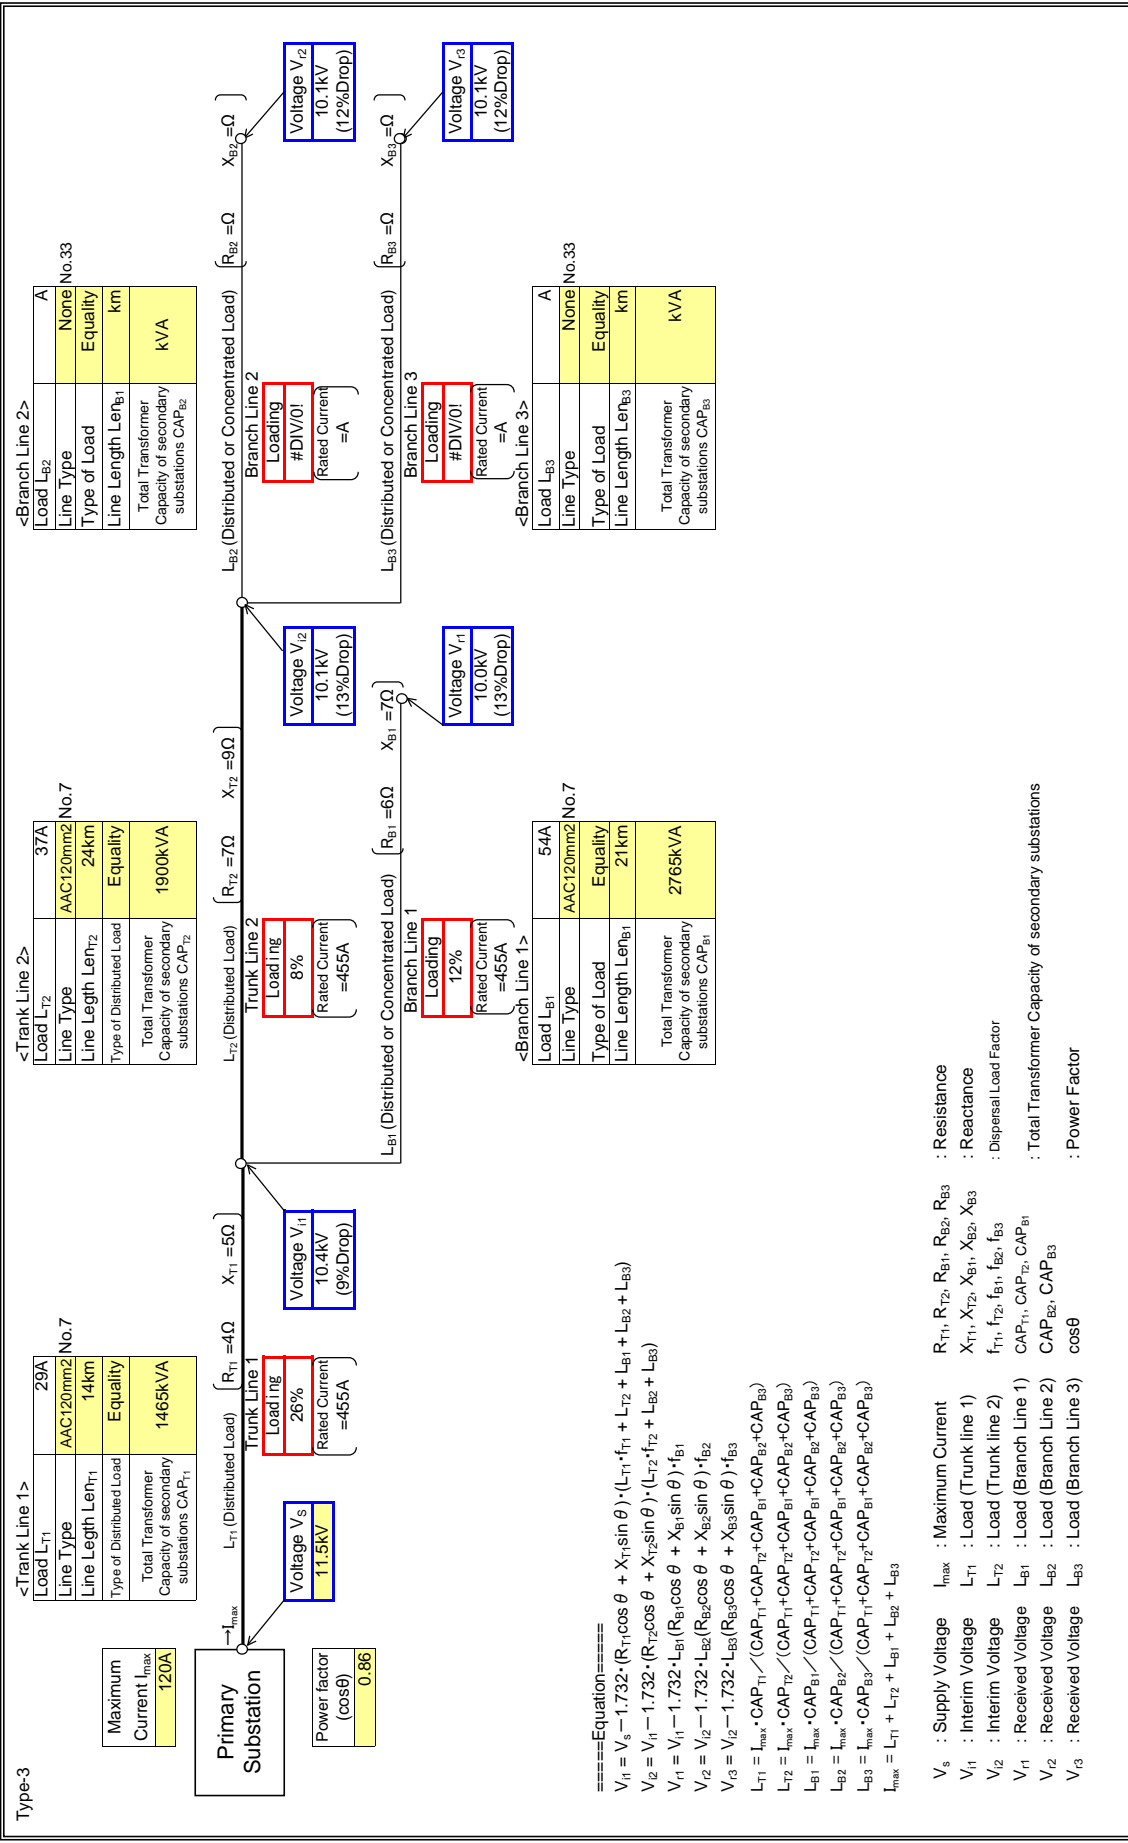 Type-3
Maximum
Current Imax
120A
Primary
Substation
Power factor
(cosθ)
0.86
→Imax
Voltage VS
11.5kV
<Trank Line 1>
Load LT1 29A
Line Type AAC120mm2 No.7
Line Legth LenT1 14km
Type of Distributed Load Equality
Total Transformer
Capacity of secondary
substations CAPT1
1465kVA
LT1 (Distributed Load) RT1 =4Ω XT1 =5Ω
Trunk Line 1
Loading
26%
Rated Current
=455A
Voltage Vi1
10.4kV
(9%Drop)
<Trank Line 2>
Load LT2 37A
Line Type AAC120mm2 No.7
Line Legth LenT2 24km
Type of Distributed Load Equality
Total Transformer
Capacity of secondary
substations CAPT2
1900kVA
LT2 (Distributed Load) RT2 =7Ω XT2 =9Ω
Trunk Line 2
Loading
8%
Rated Current
=455A
Voltage Vi2
10.1kV
(13%Drop)
LB1 (Distributed or Concentrated Load) RB1 =6Ω XB1 =7Ω
Branch Line 1
Loading
12%
Rated Current
=455A
Voltage Vr1
10.0kV
(13%Drop)
<Branch Line 1>
Load LB1 54A
Line Type AAC120mm2 No.7
Type of Load Equality
Line Length LenB1 21km
Total Transformer
Capacity of secondary
substations CAPB1
2765kVA
<Branch Line 2>
Load LB2 A
Line Type None No.33
Type of Load Equality
Line Length LenB1 km
Total Transformer
Capacity of secondary
substations CAPB2
kVA
LB2 (Distributed or Concentrated Load) RB2 =Ω XB2 =Ω
Branch Line 2
Loading
#DIV/0!
Rated Current
=A
Voltage Vr2
10.1kV
(12%Drop)
LB3 (Distributed or Concentrated Load) RB3 =Ω XB3 =Ω
Branch Line 3
Loading
#DIV/0!
Rated Current
=A
Voltage Vr3
10.1kV
(12%Drop)
<Branch Line 3>
Load LB3 A
Line Type None No.33
Type of Load Equality
Line Length LenB3 km
Total Transformer
Capacity of secondary
substations CAPB3
kVA
=====Equation=====
Vi1 = Vs－1.732･(RT1cos θ + XT1sin θ)･(LT1･fT1 + LT2 + LB1 + LB2 + LB3)
Vi2 = Vi1－1.732･(RT2cos θ + XT2sin θ)･(LT2･fT2 + LB2 + LB3)
Vr1 = Vi1－1.732･LB1(RB1cos θ + XB1sin θ)･fB1
Vr2 = Vi2－1.732･LB2(RB2cos θ + XB2sin θ)･fB2
Vr3 = Vi2－1.732･LB3(RB3cos θ + XB3sin θ)･fB3
LT1 = Imax･CAPT1／(CAPT1+CAPT2+CAPB1+CAPB2+CAPB3)
LT2 = Imax･CAPT2／(CAPT1+CAPT2+CAPB1+CAPB2+CAPB3)
LB1 = Imax･CAPB1／(CAPT1+CAPT2+CAPB1+CAPB2+CAPB3)
LB2 = Imax･CAPB2／(CAPT1+CAPT2+CAPB1+CAPB2+CAPB3)
LB3 = Imax･CAPB3／(CAPT1+CAPT2+CAPB1+CAPB2+CAPB3)
Imax = LT1 + LT2 + LB1 + LB2 + LB3
Vs : Supply Voltage Imax : Maximum Current RT1, RT2, RB1, RB2, RB3 : Resistance
Vi1 : Interim Voltage LT1 : Load (Trunk line 1) XT1, XT2, XB1, XB2, XB3 : Reactance
Vi2 : Interim Voltage LT2 : Load (Trunk line 2) fT1, fT2, fB1, fB2, fB3 : Dispersal Load Factor
Vr1 : Received Voltage LB1 : Load (Branch Line 1) CAPT1, CAPT2, CAPB1
Vr2 : Received Voltage LB2 : Load (Branch Line 2) CAPB2, CAPB3 : Total Transformer Capacity of secondary substations
Vr3 : Received Voltage LB3 : Load (Branch Line 3) cosθ : Power Factor